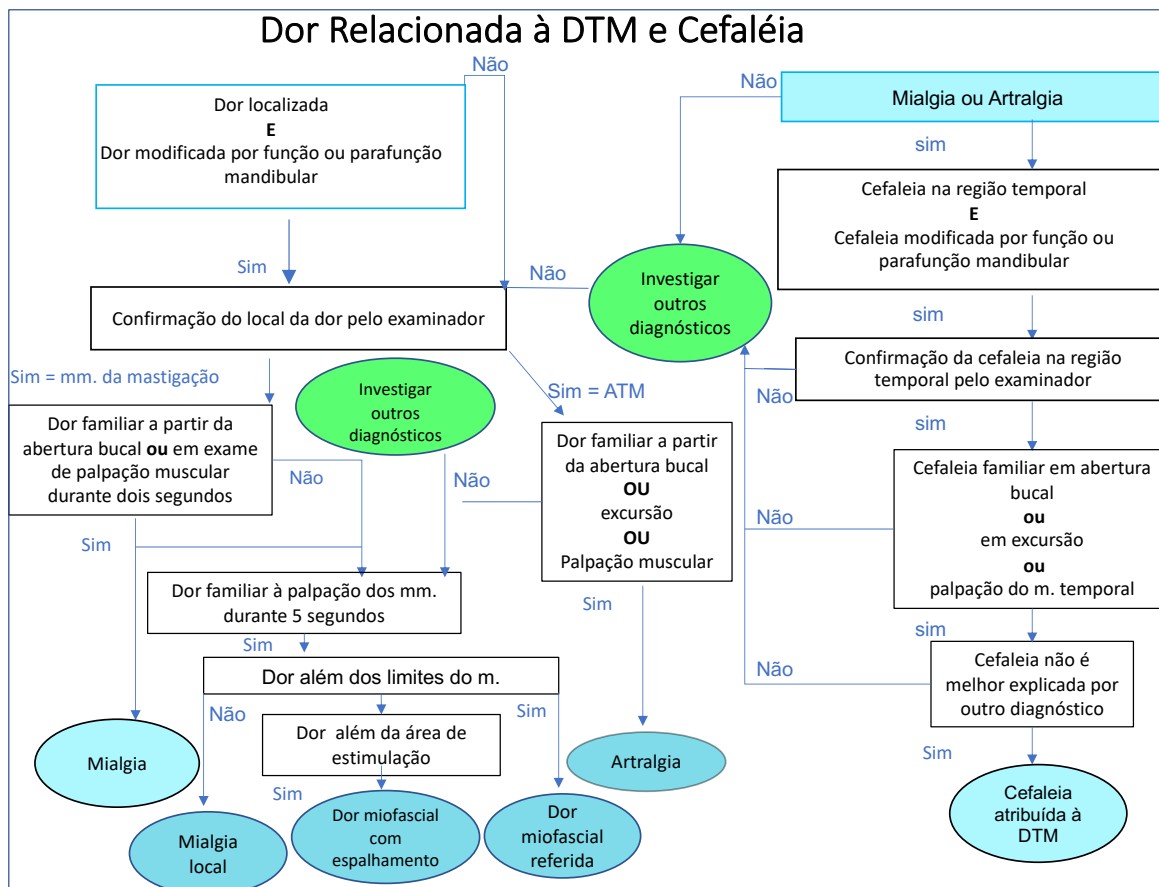 Dor Relacionada à DTM e Cefaléia
Não
Dor localizada
E
Dor modificada por função ou parafunção
mandibular
Sim
Não
Confirmação do local da dor pelo examinador
Sim = mm. da mastigação
Dor familiar a partir da
abertura bucal ou em exame
de palpação muscular
durante dois segundos
Não
Sim
Investigar
outros
diagnósticos
Sim = ATM
Não
Dor familiar a partir
da abertura bucal
OU
excursão
OU
Palpação muscular
Sim
Dor familiar à palpação dos mm.
durante 5 segundos
Sim
Dor além dos limites do m.
Não
Dor além da área de
estimulação
Sim
Sim
Mialgia
Mialgia
local
Dor miofascial
com
espalhamento
Dor
miofascial
referida
Artralgia
Não
Mialgia ou Artralgia
sim
Cefaleia na região temporal
E
Cefaleia modificada por função ou
parafunção mandibular
Investigar
outros
diagnósticos
sim
Confirmação da cefaleia na região
temporal pelo examinador
Não
sim
Cefaleia familiar em abertura
bucal
ou
em excursão
ou
palpação do m. temporal
Não
sim
Cefaleia não é
melhor explicada por
outro diagnóstico
Não
Sim
Cefaleia
atribuída à
DTM